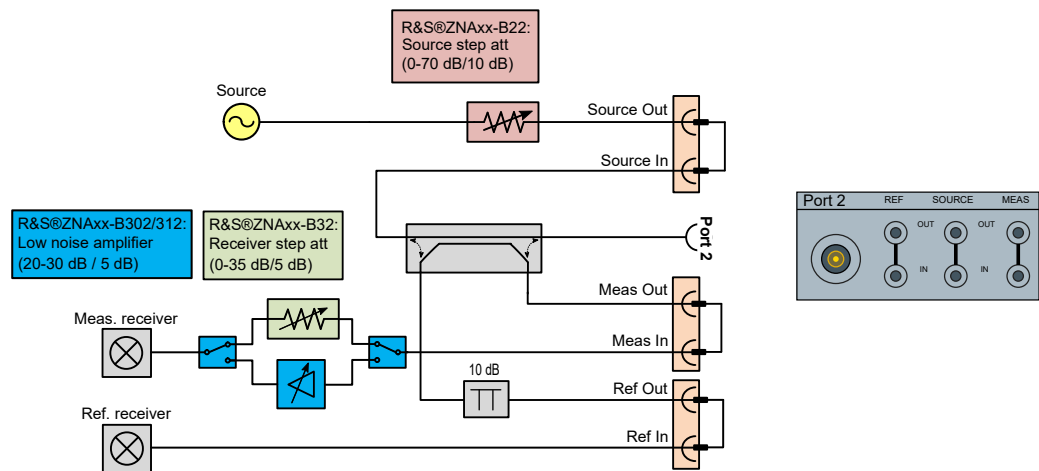 R&S®ZNAxx-B22:
Source step att
(0-70 dB/10 dB)
Source
Source Out
Source In
R&S®ZNAxx-B302/312:
Low noise amplifier
(20-30 dB / 5 dB)
R&S®ZNAxx-B32:
Receiver step att
(0-35 dB/5 dB)
Port 2
Meas Out
Meas. receiver
Meas In
10 dB
Ref Out
Ref. receiver
Ref In
Port 2
REF
SOURCE
MEAS
OUT
OUT
IN
IN